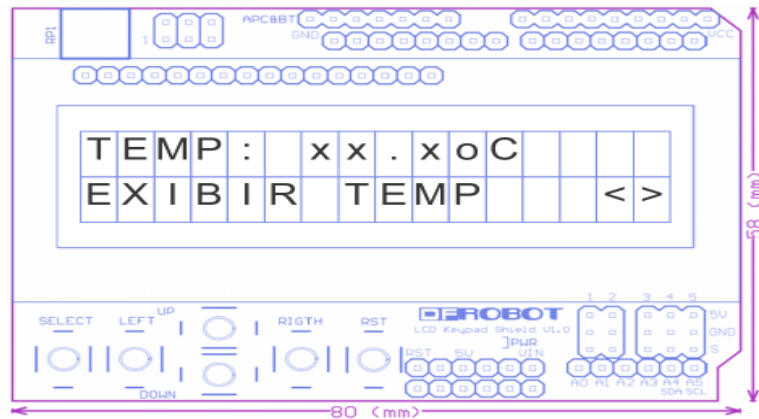 RP1
1
APC&BT
GND
VCC
TEMP: xx.xoC
EXIBIR TEMP <>
58 (mm)
SELECT LEFT UP RIGTH RST
DOWN
DFROBOT
LCD Keypad Shield V1.0
PWR
RST 5V VIN
1 2 3 4 5
5V
GND
S
A0 A1 A2 A3 A4 A5
SDA SCL
80 (mm)